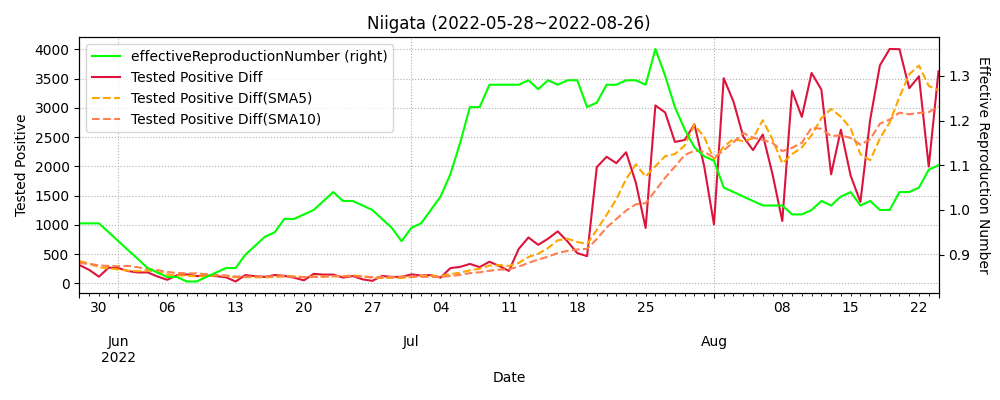 Niigata (2022-05-28~2022-08-26)
effectiveReproductionNumber (right)
Tested Positive Diff
Tested Positive Diff(SMA5)
Tested Positive Diff(SMA10)
Tested Positive
4000
3500
3000
2500
2000
1500
1000
500
0
Effective Reproduction Number
1.3
1.2
1.1
1.0
0.9
30 06 13 20 27 04 11 18 25 08 15 22
Jun Jul Aug
2022
Date